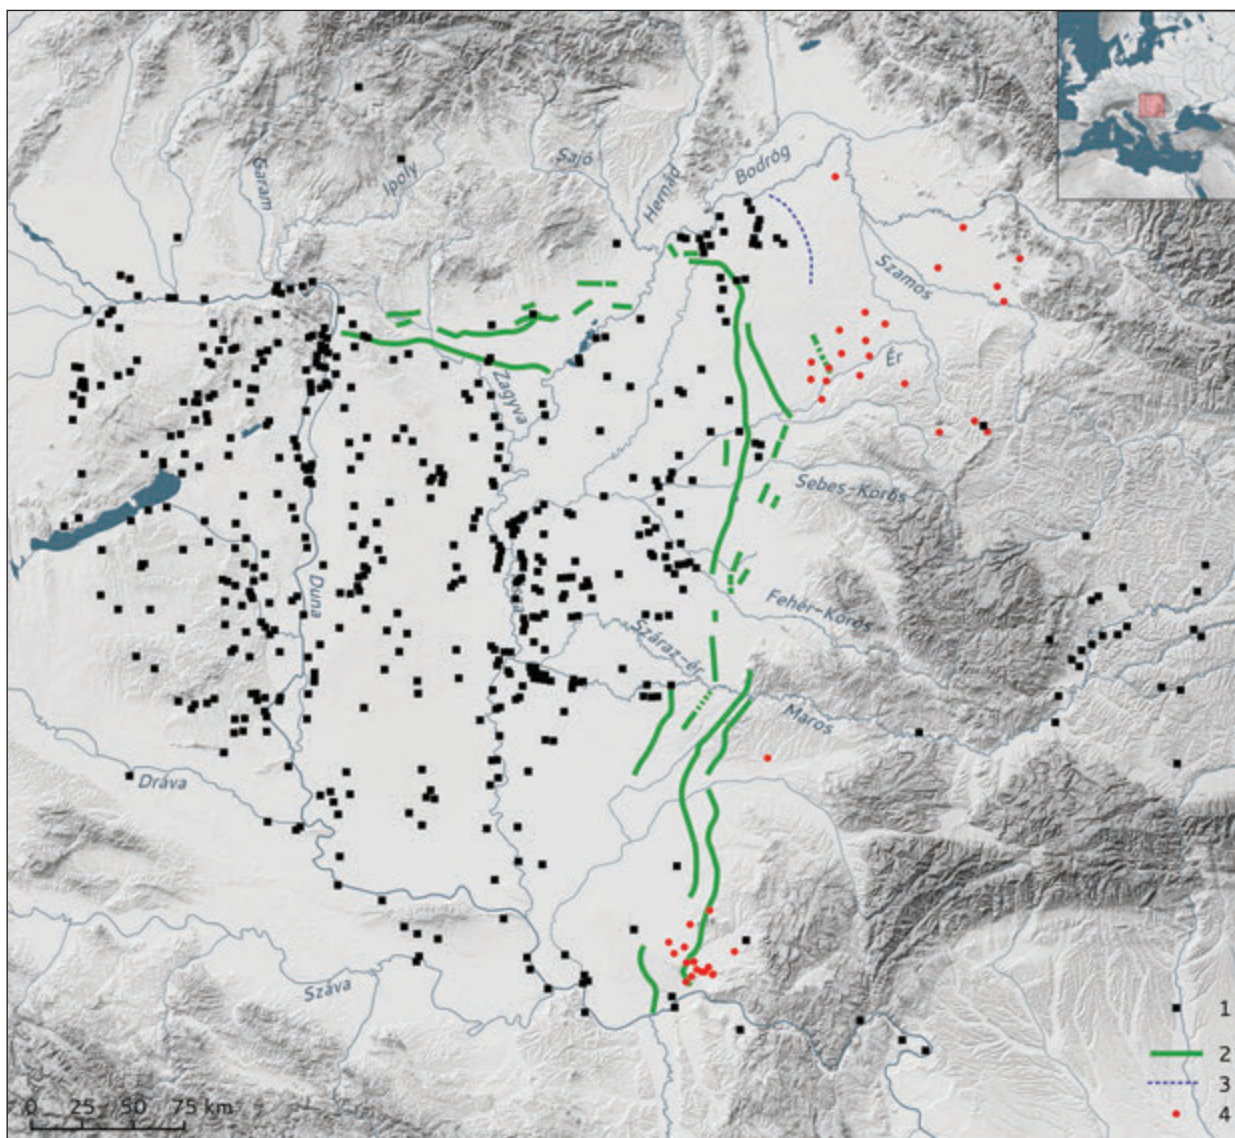 Garam
Ipoly
Sajó
Hernád
Bodróg
Szamos
Ér
Zagyva
Sebes-Körös
Duna
Fehér-Körös
Száraz-ér
Maros
Dráva
Száva
1
2
3
4
0 25 50 75 km